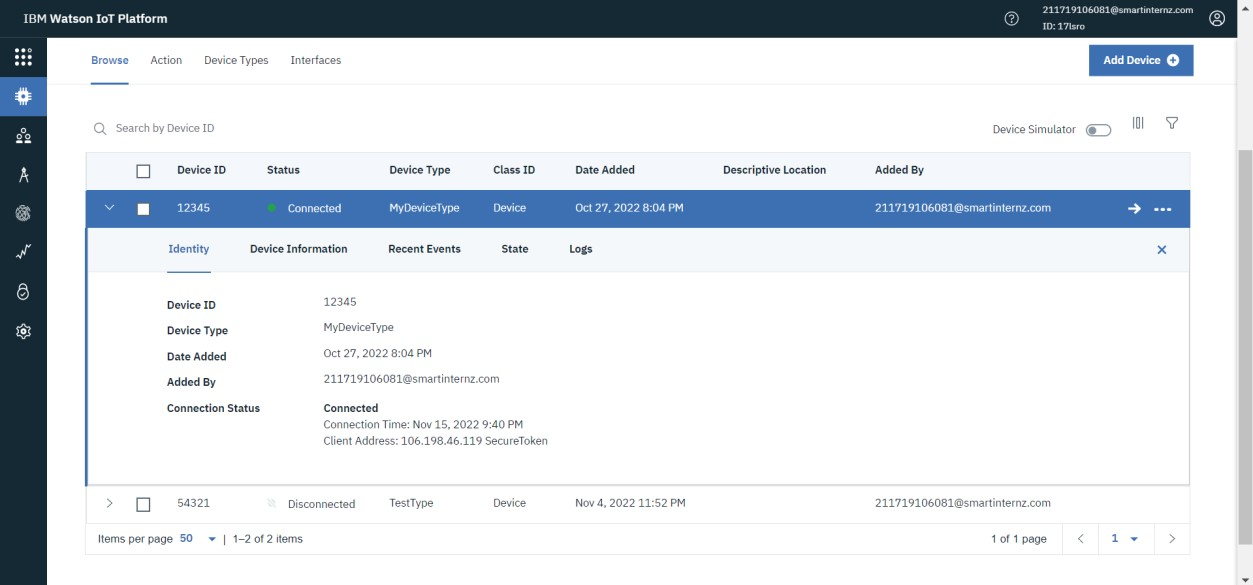 IBM Watson IoT Platform
211719106081@smartinternz.com
ID: 17lsro
Browse Action Device Types Interfaces
Add Device
Search by Device ID
Device Simulator
Device ID Status Device Type Class ID Date Added Descriptive Location Added By
12345 Connected MyDeviceType Device Oct 27, 2022 8:04 PM 211719106081@smartinternz.com
Identity Device Information Recent Events State Logs
Device ID 12345
Device Type MyDeviceType
Date Added Oct 27, 2022 8:04 PM
Added By 211719106081@smartinternz.com
Connection Status Connected
Connection Time: Nov 15, 2022 9:40 PM
Client Address: 106.198.46.119 SecureToken
54321 Disconnected TestType Device Nov 4, 2022 11:52 PM 211719106081@smartinternz.com
Items per page 50 | 1–2 of 2 items 1 of 1 page 1